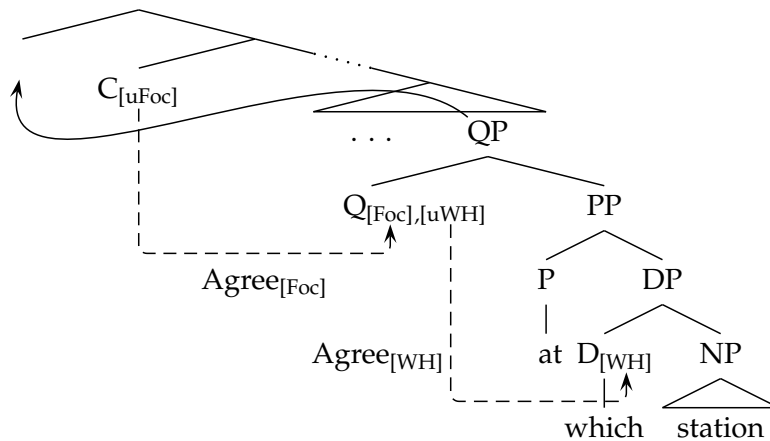 C[uFoc]
. . . QP
Q[Foc],[uWH] PP
Agree[Foc] P DP
Agree[WH] at D[WH] NP
which station